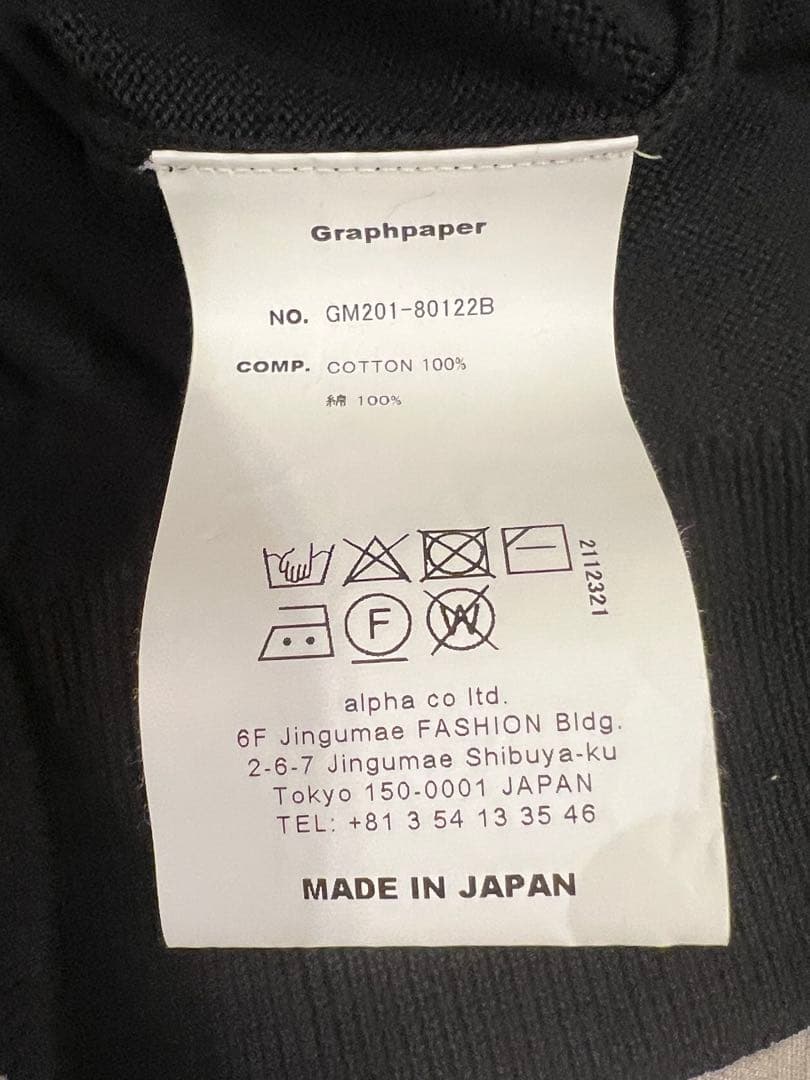 Graphpaper
NO. GM201-80122B
COMP. COTTON 100%
綿 100%
2112321
F
W
alpha co ltd.
6F Jingumae FASHION Bldg.
2-6-7 Jingumae Shibuya-ku
Tokyo 150-0001 JAPAN
TEL: +81 3 54 13 35 46
MADE IN JAPAN